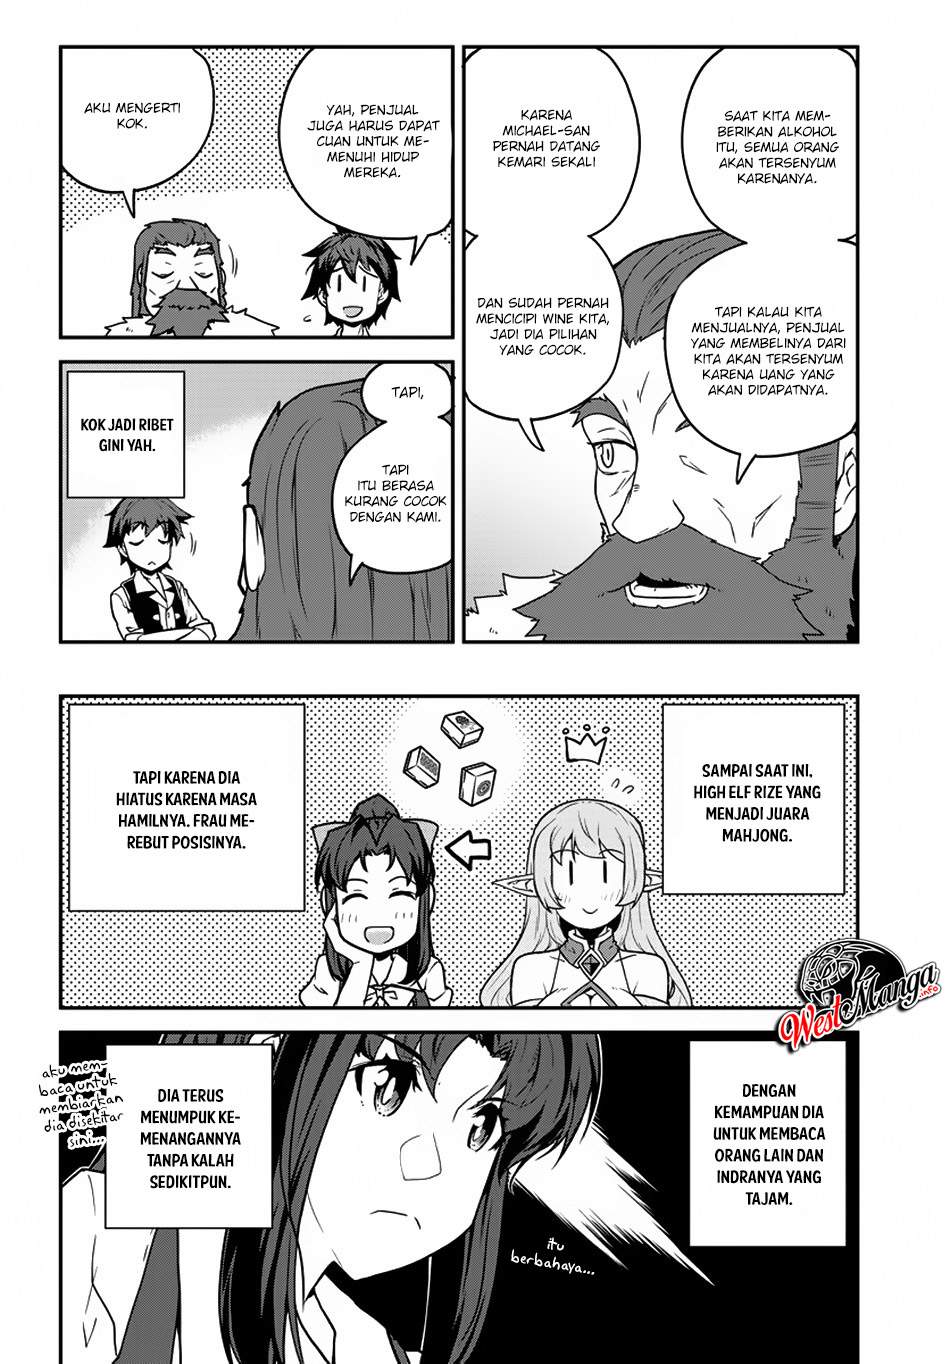 SAAT KITA MEM-
BERIKAN ALKOHOL
ITU, SEMUA ORANG
AKAN TERSENYUM
KARENANYA.
TAPI KALAU KITA
MENJUALNYA, PENJUAL
YANG MEMBELINYA DARI
KITA AKAN TERSENYUM
KARENA UANG YANG
AKAN DIDAPATNYA.
KARENA
MICHAEL-SAN
PERNAH DATANG
KEMARI SEKALI
DAN SUDAH PERNAH
MENCICIPI WINE KITA,
JADI DIA PILIHAN
YANG COCOK.
YAH, PENJUAL
JUGA HARUS DAPAT
CUAN UNTUK ME-
MENUHI HIDUP
MEREKA.
AKU MENGERTI
KOK.
TAPI,
TAPI
ITU BERASA
KURANG COCOK
DENGAN KAMI.
KOK JADI RIBET
GINI YAH.
SAMPAI SAAT INI,
HIGH ELF RIZE YANG
MENJADI JUARA
MAHJONG.
TAPI KARENA DIA
HIATUS KARENA MASA
HAMILNYA. FRAU ME-
REBUT POSISINYA.
WESTMANGA
.info
DENGAN
KEMAMPUAN DIA
UNTUK MEMBACA
ORANG LAIN DAN
INDRANYA YANG
TAJAM.
DIA TERUS
MENUMPUK KE-
MENANGANNYA
TANPA KALAH
SEDIKITPUN.
itu
berbahaya...
aku mem-
baca untuk
membiarkan
dia disekitar
sini...